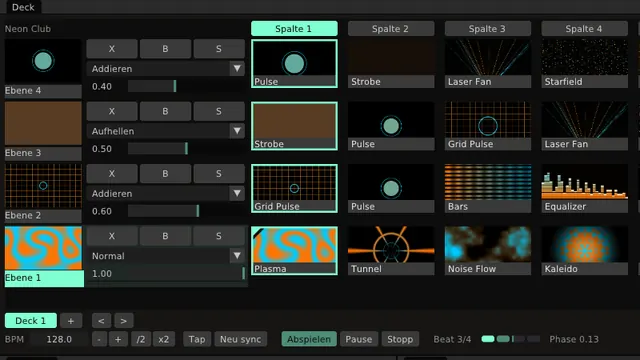 Deck
Neon Club
Spalte 1 Spalte 2 Spalte 3 Spalte 4
X B S
Addieren
0.40
Ebene 4
Pulse Strobe Laser Fan Starfield
X B S
Aufhellen
0.50
Ebene 3
Strobe Pulse Grid Pulse Laser Fan
X B S
Addieren
0.60
Ebene 2
Grid Pulse Pulse Bars Equalizer
X B S
Normal
1.00
Ebene 1
Plasma Tunnel Noise Flow Kaleido
Deck 1 + < >
BPM 128.0 - + /2 x2 Tap Neu sync Abspielen Pause Stopp Beat 3/4 Phase 0.13